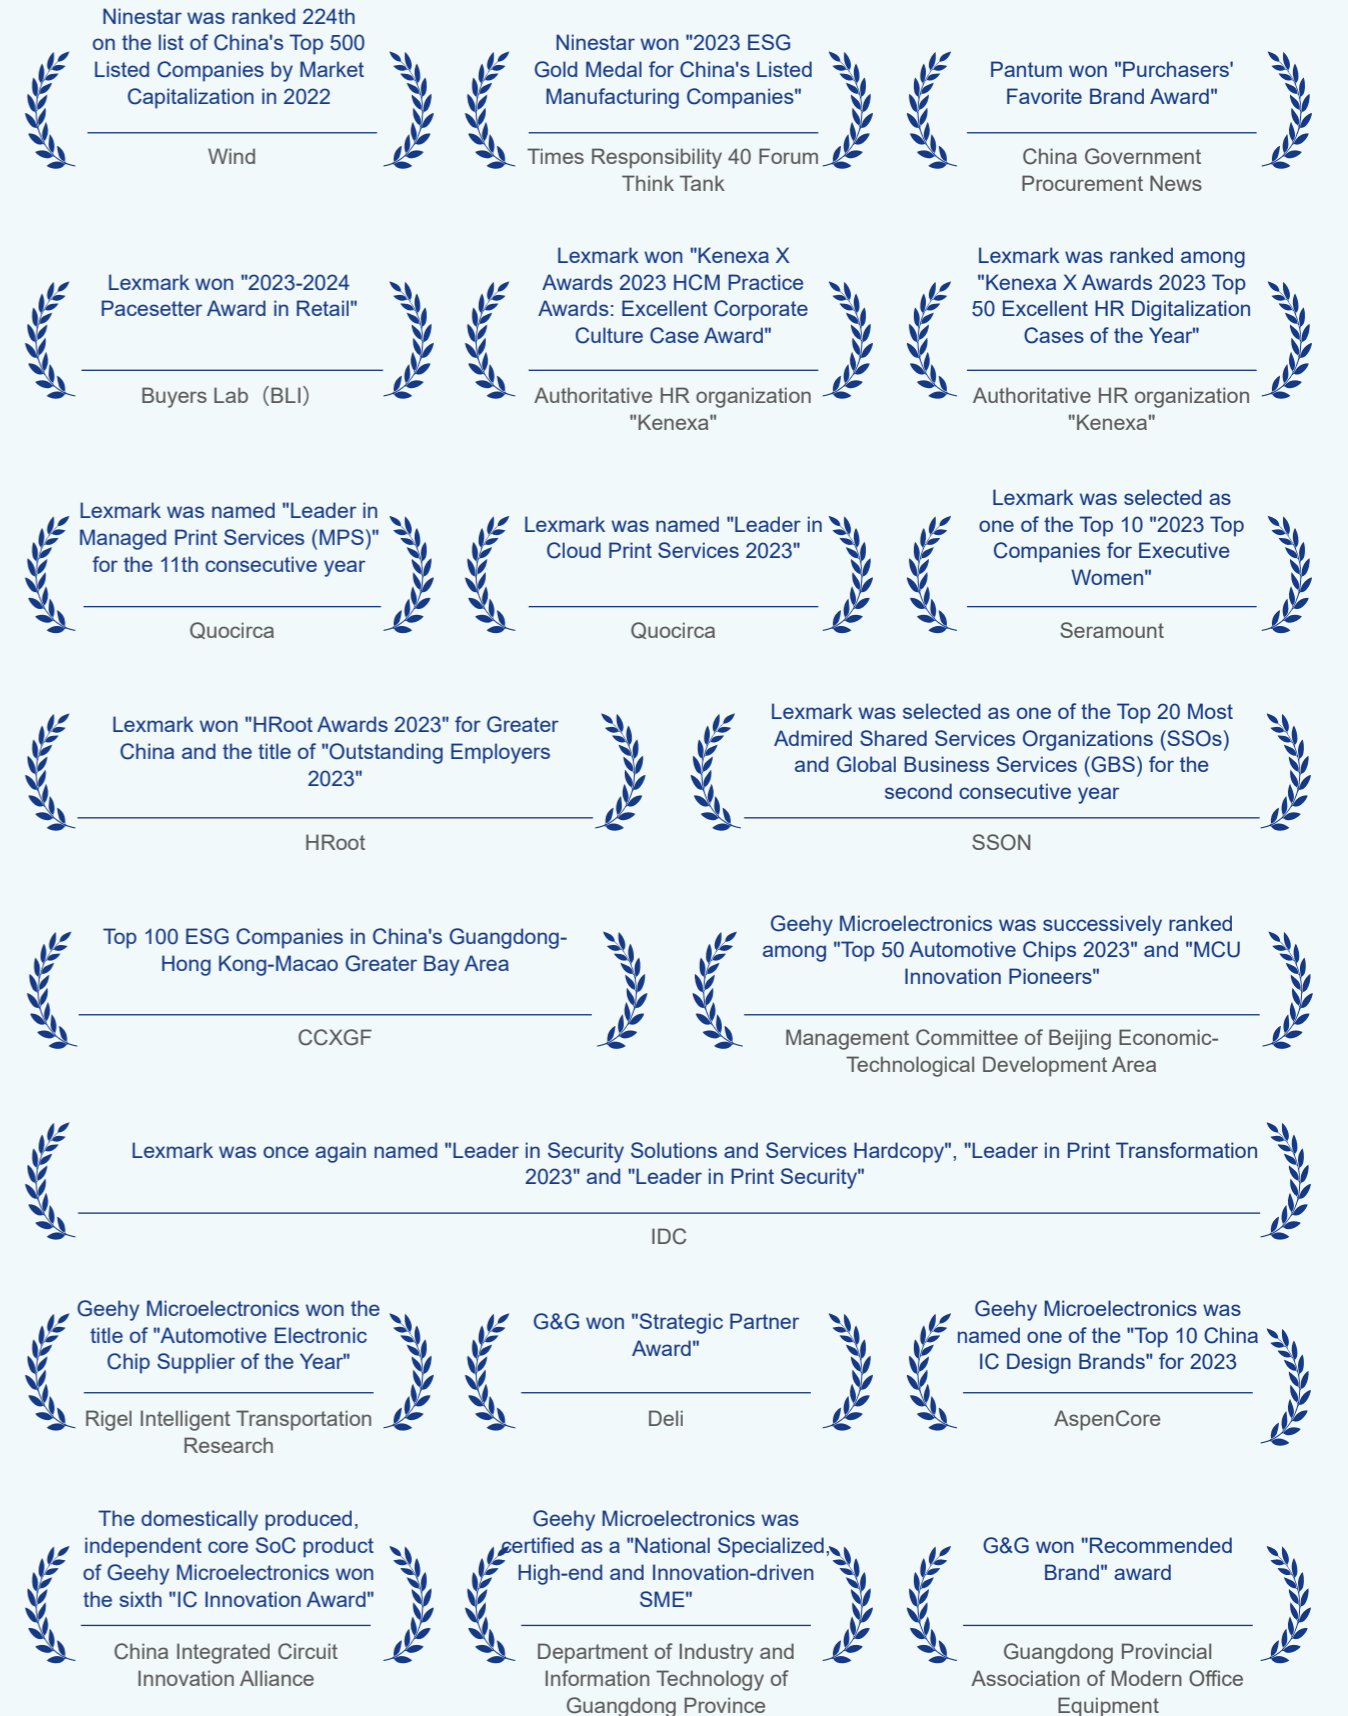 Ninestar was ranked 224th
on the list of China's Top 500
Listed Companies by Market
Capitalization in 2022
Wind
Ninestar won "2023 ESG
Gold Medal for China's Listed
Manufacturing Companies"
Times Responsibility 40 Forum
Think Tank
Pantum won "Purchasers'
Favorite Brand Award"
China Government
Procurement News
Lexmark won "2023-2024
Pacesetter Award in Retail"
Buyers Lab（BLI）
Lexmark won "Kenexa X
Awards 2023 HCM Practice
Awards: Excellent Corporate
Culture Case Award"
Authoritative HR organization
"Kenexa"
Lexmark was ranked among
"Kenexa X Awards 2023 Top
50 Excellent HR Digitalization
Cases of the Year"
Authoritative HR organization
"Kenexa"
Lexmark was named "Leader in
Managed Print Services (MPS)"
for the 11th consecutive year
Quocirca
Lexmark was named "Leader in
Cloud Print Services 2023"
Quocirca
Lexmark was selected as
one of the Top 10 "2023 Top
Companies for Executive
Women"
Seramount
Lexmark won "HRoot Awards 2023" for Greater
China and the title of "Outstanding Employers
2023"
HRoot
Lexmark was selected as one of the Top 20 Most
Admired Shared Services Organizations (SSOs)
and Global Business Services (GBS) for the
second consecutive year
SSON
Top 100 ESG Companies in China's Guangdong-
Hong Kong-Macao Greater Bay Area
CCXGF
Geehy Microelectronics was successively ranked
among "Top 50 Automotive Chips 2023" and "MCU
Innovation Pioneers"
Management Committee of Beijing Economic-
Technological Development Area
Lexmark was once again named "Leader in Security Solutions and Services Hardcopy", "Leader in Print Transformation
2023" and "Leader in Print Security"
IDC
Geehy Microelectronics won the
title of "Automotive Electronic
Chip Supplier of the Year"
Rigel Intelligent Transportation
Research
G&G won "Strategic Partner
Award"
Deli
Geehy Microelectronics was
named one of the "Top 10 China
IC Design Brands" for 2023
AspenCore
The domestically produced,
independent core SoC product
of Geehy Microelectronics won
the sixth "IC Innovation Award"
China Integrated Circuit
Innovation Alliance
Geehy Microelectronics was
certified as a "National Specialized,
High-end and Innovation-driven
SME"
Department of Industry and
Information Technology of
Guangdong Province
G&G won "Recommended
Brand" award
Guangdong Provincial
Association of Modern Office
Equipment